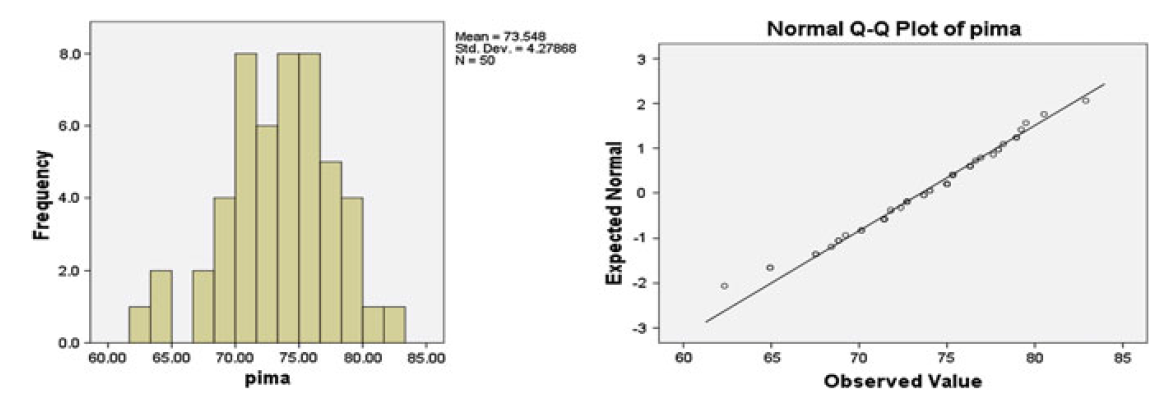 Mean = 73.548
Std. Dev. = 4.27868
N = 50
8.0
6.0
4.0
2.0
0.0
Frequency
60.00 65.00 70.00 75.00 80.00 85.00
pima
Normal Q-Q Plot of pima
3
2
1
0
-1
-2
-3
Expected Normal
60 65 70 75 80 85
Observed Value